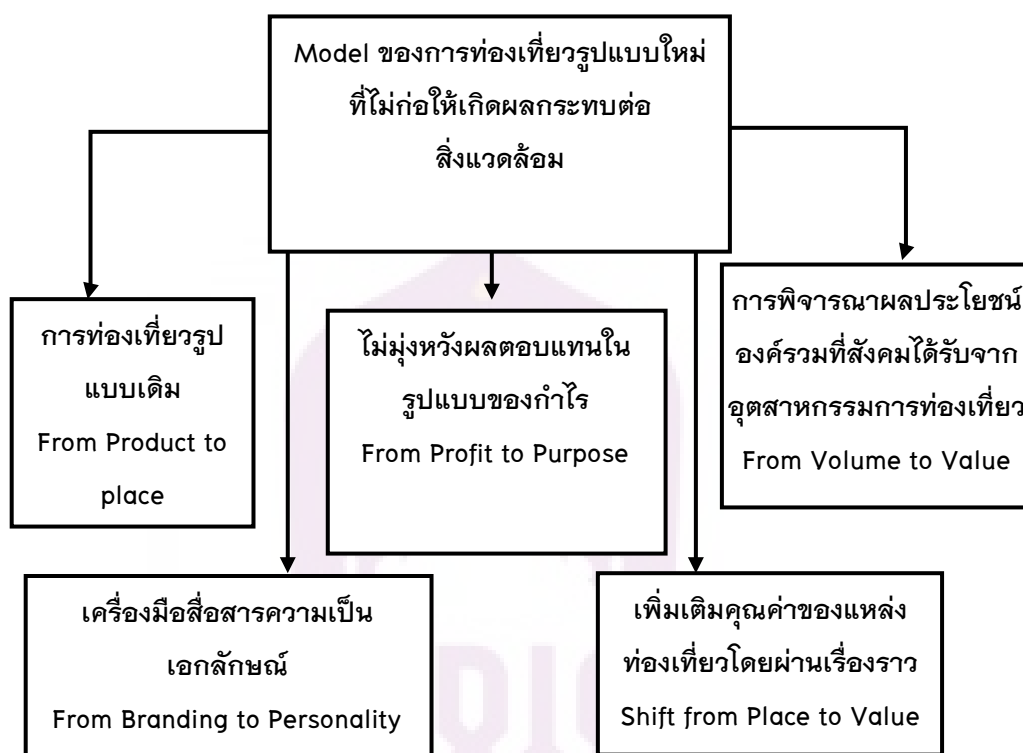 Model ของการท่องเที่ยวรูปแบบใหม่
ที่ไม่ก่อให้เกิดผลกระทบต่อ
สิ่งแวดล้อม
การท่องเที่ยวรูป
แบบเดิม
From Product to
place
ไม่มุ่งหวังผลตอบแทนใน
รูปแบบของกำไร
From Profit to Purpose
การพิจารณาผลประโยชน์
องค์รวมที่สังคมได้รับจาก
อุตสาหกรรมการท่องเที่ยว
From Volume to Value
เครื่องมือสื่อสารความเป็น
เอกลักษณ์
From Branding to Personality
เพิ่มเติมคุณค่าของแหล่ง
ท่องเที่ยวโดยผ่านเรื่องราว
Shift from Place to Value